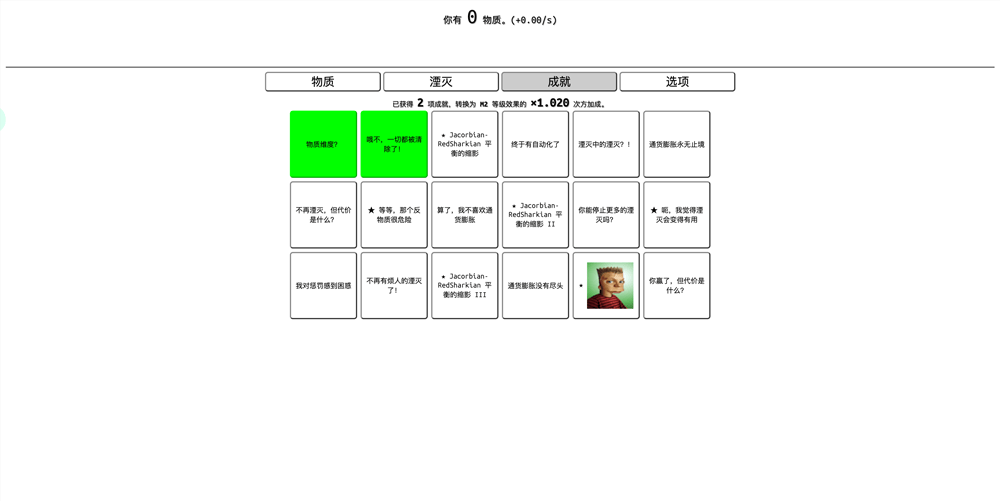 你有 0 物质。(+0.00/s)
物质 湮灭 成就 选项
已获得 2 项成就，转换为 M2 等级效果的 ×1.020 次方加成。
物质维度？
哦不，一切都被清
除了！
★ Jacorbian-
RedSharkian 平
衡的缩影
终于有自动化了
湮灭中的湮灭？！
通货膨胀永无止境
不再湮灭，但代价
是什么？
★ 等等，那个反
物质很危险
算了，我不喜欢通
货膨胀
★ Jacorbian-
RedSharkian 平
衡的缩影 II
你能停止更多的湮
灭吗？
★ 呃，我觉得湮
灭会变得有用
我对惩罚感到困惑
不再有烦人的湮灭
了！
★ Jacorbian-
RedSharkian 平
衡的缩影 III
通货膨胀没有尽头
★
你赢了，但代价是
什么？